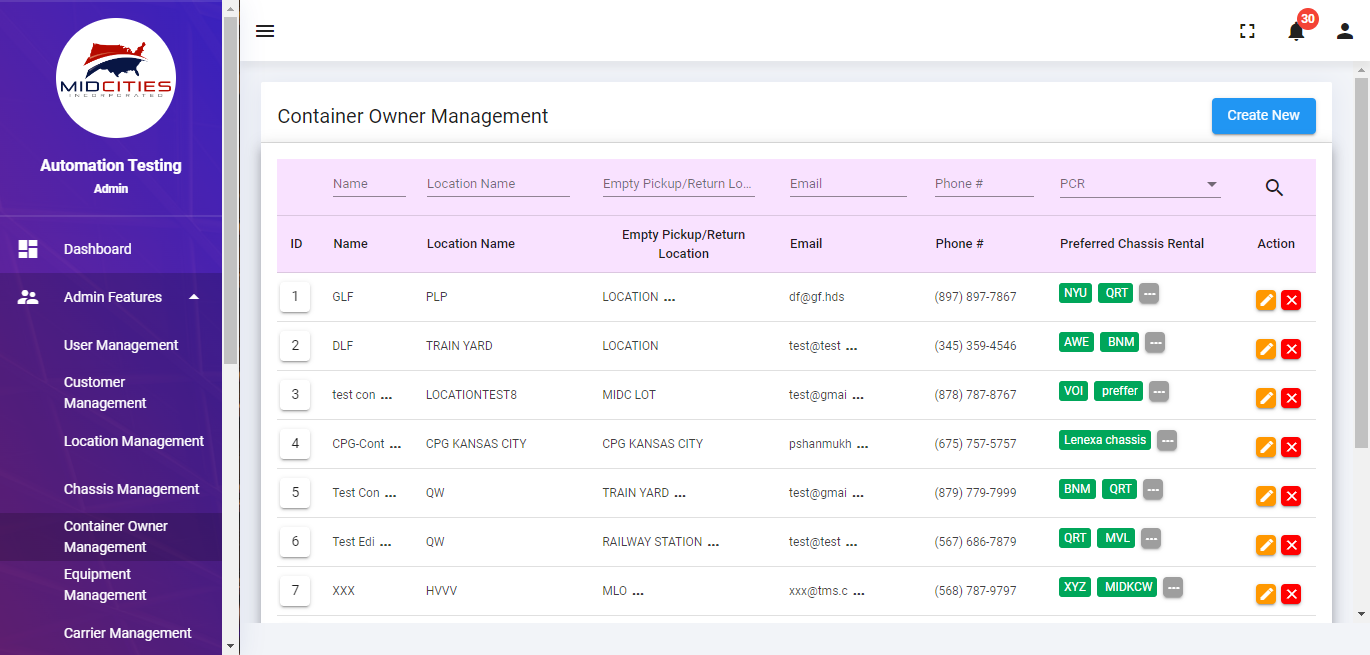 MIDCITIES
INCORPORATED
Automation Testing
Admin
Dashboard
Admin Features
User Management
Customer
Management
Location Management
Chassis Management
Container Owner
Management
Equipment
Management
Carrier Management
30
Container Owner Management
Create New
Name Location Name Empty Pickup/Return Lo... Email Phone # PCR
ID Name Location Name Empty Pickup/Return Location Email Phone # Preferred Chassis Rental Action
1 GLF PLP LOCATION ... df@gf.hds (897) 897-7867 NYU QRT ---
2 DLF TRAIN YARD LOCATION test@test ... (345) 359-4546 AWE BNM ---
3 test con ... LOCATIONTEST8 MIDC LOT test@gmai ... (878) 787-8767 VOI preffer ---
4 CPG-Cont ... CPG KANSAS CITY CPG KANSAS CITY pshanmukh ... (675) 757-5757 Lenexa chassis ---
5 Test Con ... QW TRAIN YARD ... test@gmai ... (879) 779-7999 BNM QRT ---
6 Test Edi ... QW RAILWAY STATION ... test@test ... (567) 686-7879 QRT MVL ---
7 XXX HVVV MLO ... xxx@tms.c ... (568) 787-9797 XYZ MIDKCW ---